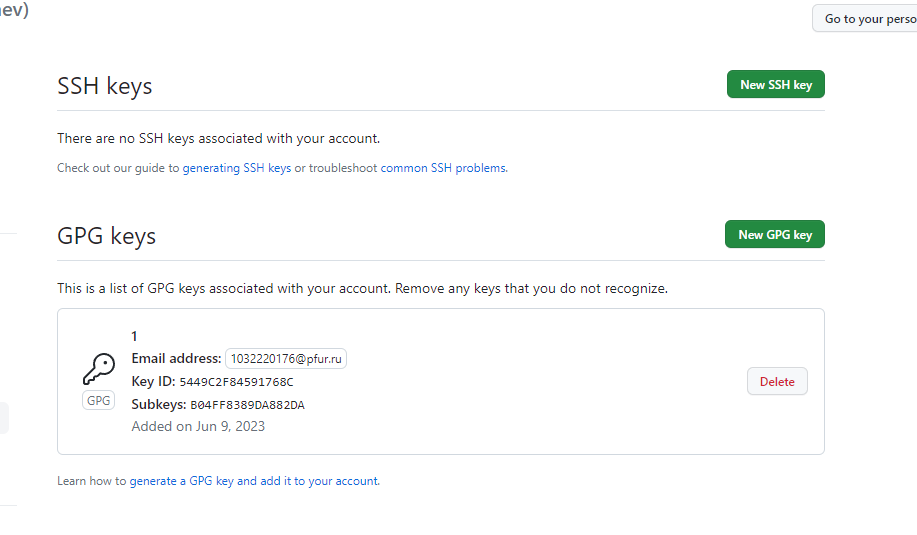 ev)
Go to your perso
SSH keys
New SSH key
There are no SSH keys associated with your account.
Check out our guide to generating SSH keys or troubleshoot common SSH problems.
GPG keys
New GPG key
This is a list of GPG keys associated with your account. Remove any keys that you do not recognize.
1
Email address: 1032220176@pfur.ru
Key ID: 5449C2F84591768C
GPG
Subkeys: B04FF8389DA882DA
Added on Jun 9, 2023
Delete
Learn how to generate a GPG key and add it to your account.